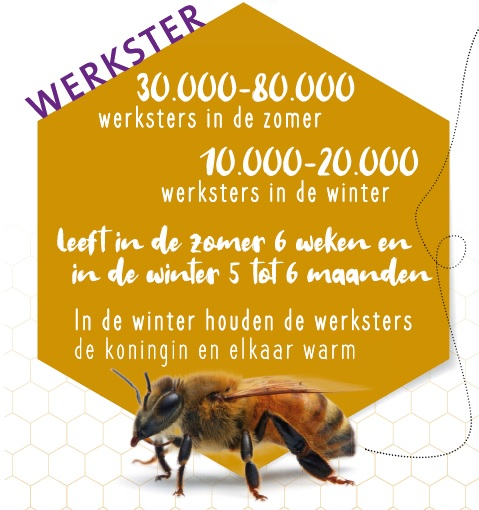 WERKSTER
30.000-80.000
werksters in de zomer
10.000-20.000
werksters in de winter
leeft in de zomer 6 weken en
in de winter 5 tot 6 maanden
In de winter houden de werksters
de koningin en elkaar warm